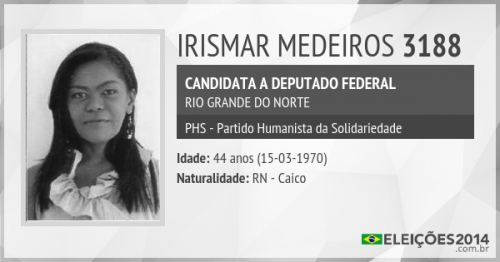 IRISMAR MEDEIROS 3188
CANDIDATA A DEPUTADO FEDERAL
RIO GRANDE DO NORTE
PHS - Partido Humanista da Solidariedade
Idade: 44 anos (15-03-1970)
Naturalidade: RN - Caico
ELEIÇÕES2014
.com.br